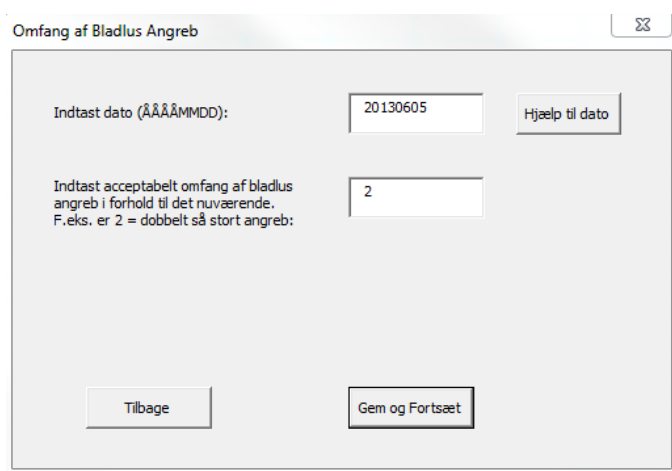 Omfang af Bladlus Angreb
Indtast dato (ÅÅÅÅMMDD):
20130605
Hjælp til dato
Indtast acceptabelt omfang af bladlus
angreb i forhold til det nuværende.
F.eks. er 2 = dobbelt så stort angreb:
2
Tilbage
Gem og Fortsæt